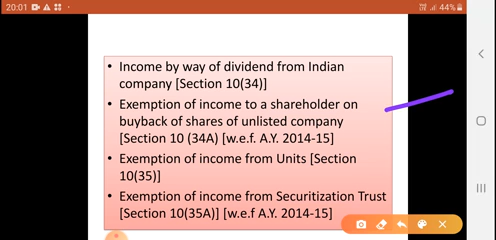 20:01
44%
• Income by way of dividend from Indian
company [Section 10(34)]
• Exemption of income to a shareholder on
buyback of shares of unlisted company
[Section 10 (34A) [w.e.f. A.Y. 2014-15]
• Exemption of income from Units [Section
10(35)]
• Exemption of income from Securitization Trust
[Section 10(35A)] [w.e.f A.Y. 2014-15]